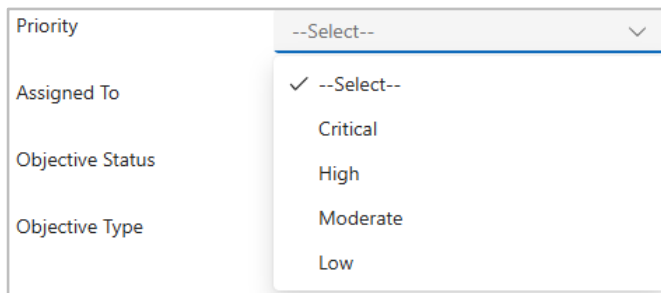 Priority
--Select--
Assigned To
--Select--
Critical
Objective Status
High
Objective Type
Moderate
Low